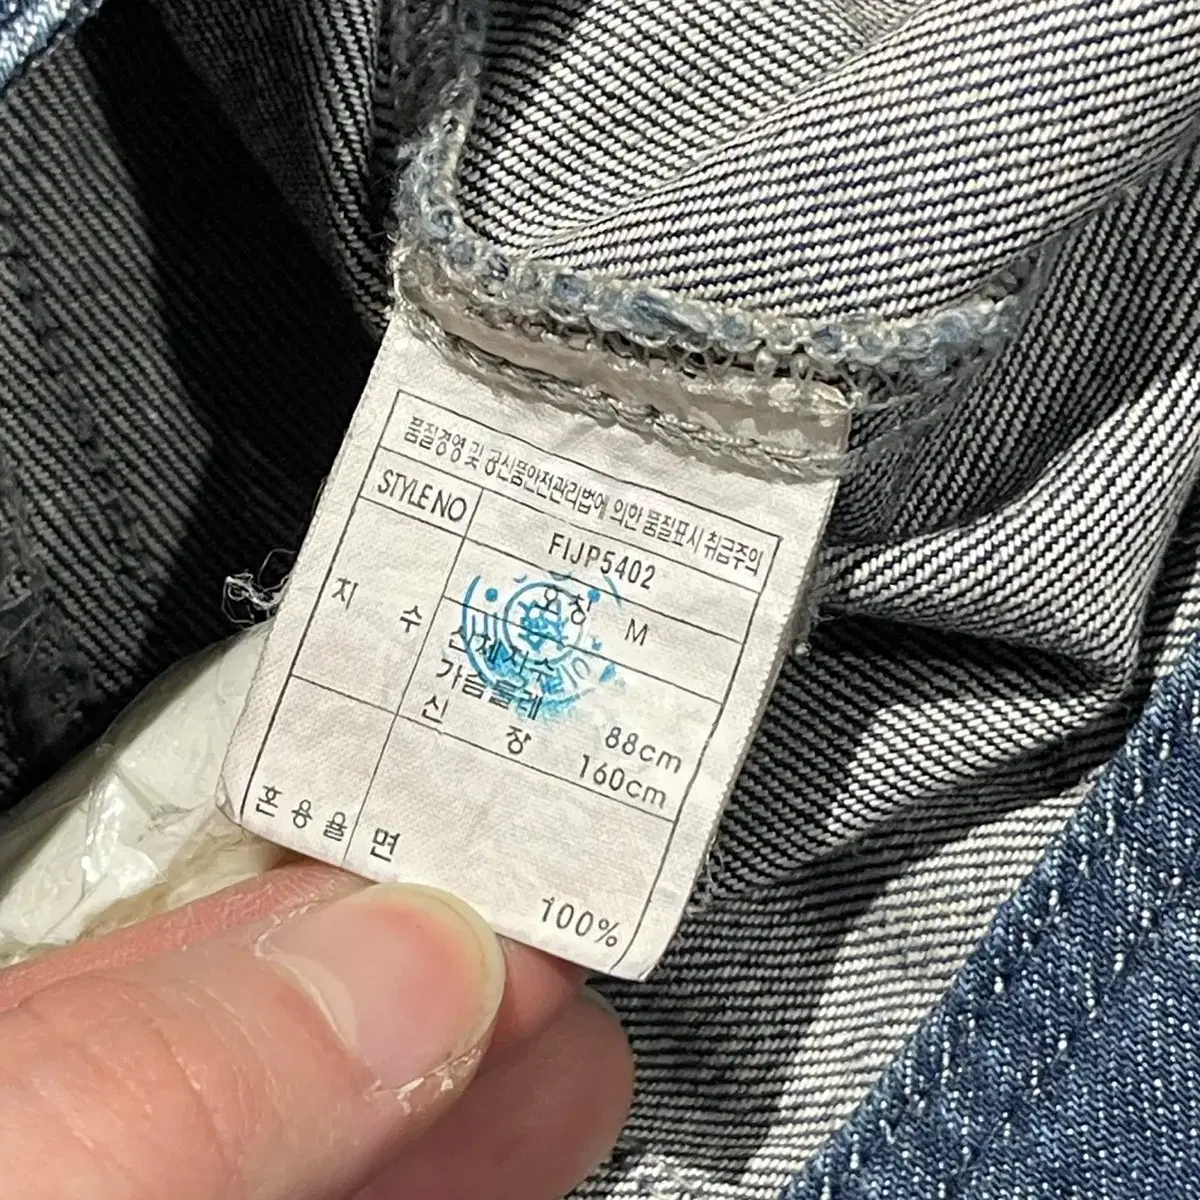 품질경영 및 공산품안전관리법에 의한 품질표시 취급주의
STYLE NO FIJP5402
치 수 호칭 M
신체치수
가슴둘레 88cm
신 장 160cm
혼 용 율 면 100%